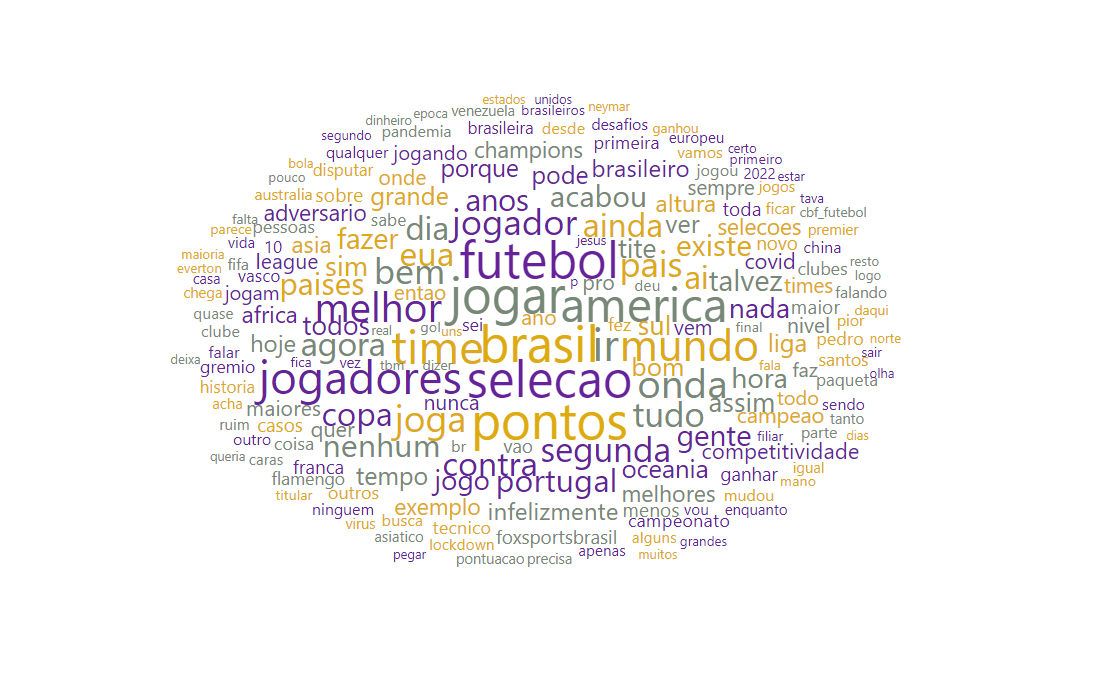 estados unidos
dinheiro epoca venezuela brasileiros neymar
segundo pandemia brasileira desde desafios ganhou
qualquer jogando champions primeira europeu
bola disputar porque pode brasileiro vamos certo primeiro
pouco onde jogou 2022 estar
australia sobre grande anos acabou altura sempre jogos tava
falta adversario sabe jogador ainda ver toda ficar cbf_futebol
parece pessoas dia selecoes premier
vida 10 asia fazer jesus tite existe novo china
maioria fifa league sim eua futebol pais covid clubes resto
everton casa vasco bem p pro deu ai talvez times falando logo
chega jogam paises entao jogar america
quase africa melhor ano nada maior daqui
clube todos real gol uns sei fez sul vem final nivel pior
falar hoje agora time brasil ir mundo liga pedro norte
deixa gremio fica vez tbm dizer bom fala faz santos sair
historia jogadores selecao onda hora paqueta olha
acha maiores nunca assim todo sendo
ruim casos copa joga pontos tudo campeao tanto
outro coisa quer br vao gente filiar parte dias
queria caras nenhum segunda competitividade
franca contra oceania igual
flamengo tempo jogo portugal ganhar mano
titular outros melhores mudou
ninguem exemplo infelizmente menos vou enquanto
virus busca tecnico campeonato
asiatico lockdown foxsportsbrasil alguns grandes
pegar pontuacao precisa apenas muitos